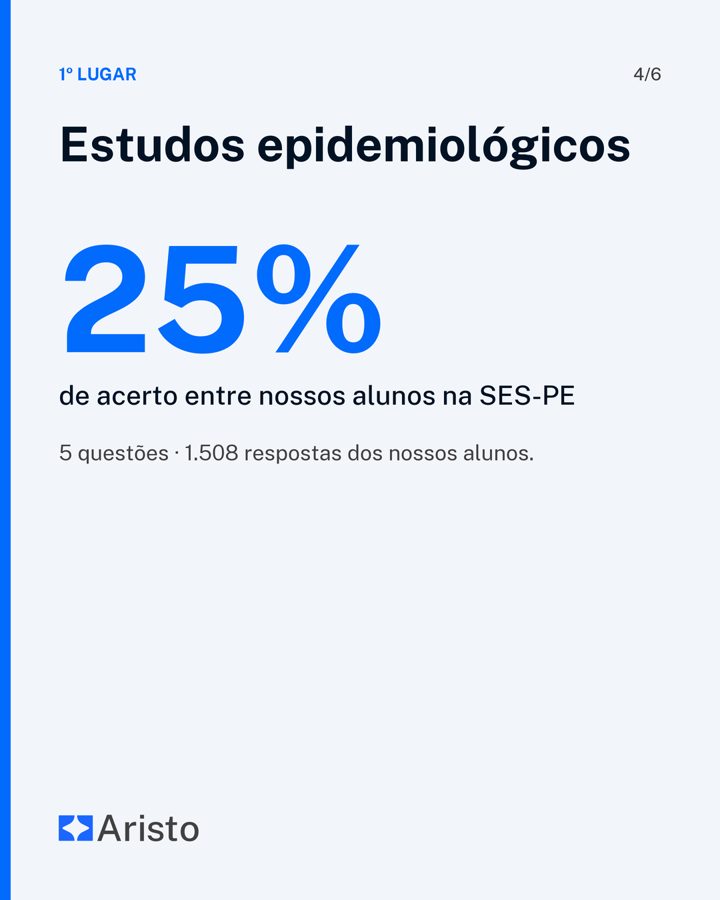 1º LUGAR
4/6
Estudos epidemiológicos
25%
de acerto entre nossos alunos na SES-PE
5 questões · 1.508 respostas dos nossos alunos.
Aristo